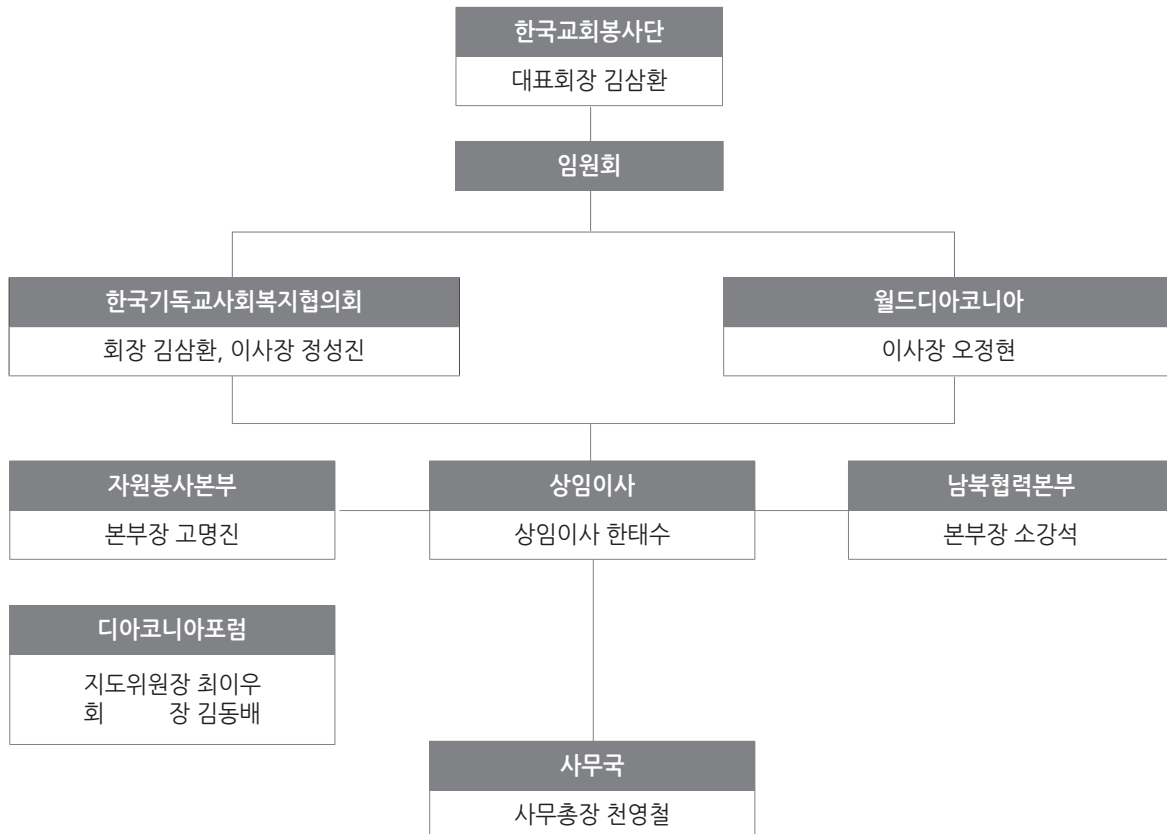 한국교회봉사단
대표회장 김삼환
임원회
한국기독교사회복지협의회
회장 김삼환, 이사장 정성진
월드디아코니아
이사장 오정현
자원봉사본부
본부장 고명진
상임이사
상임이사 한태수
남북협력본부
본부장 소강석
디아코니아포럼
지도위원장 최이우
회 장 김동배
사무국
사무총장 천영철